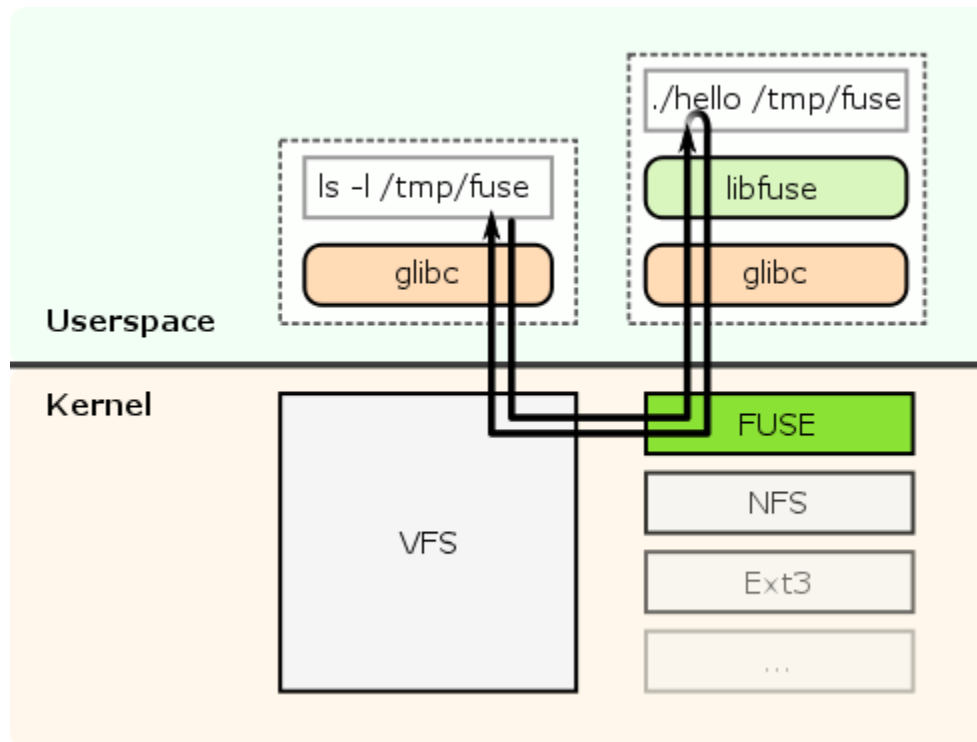 ./hello /tmp/fuse
ls -l /tmp/fuse
libfuse
glibc
glibc
Userspace
Kernel
FUSE
NFS
VFS
Ext3
...